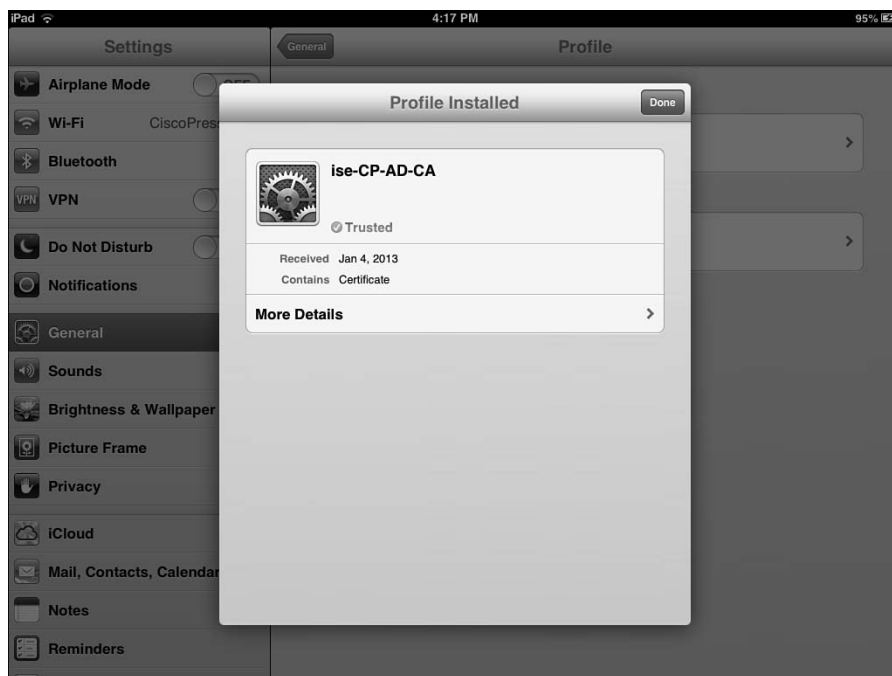 iPad 4:17 PM 95%
Settings General Profile
Airplane Mode
Wi-Fi
Bluetooth
VPN VPN
Do Not Disturb
Notifications
General
Sounds
Brightness & Wallpaper
Picture Frame
Privacy
iCloud
Mail, Contacts, Calendar
Notes
Reminders
Profile Installed Done
ise-CP-AD-CA
Trusted
Received Jan 4, 2013
Contains Certificate
More Details